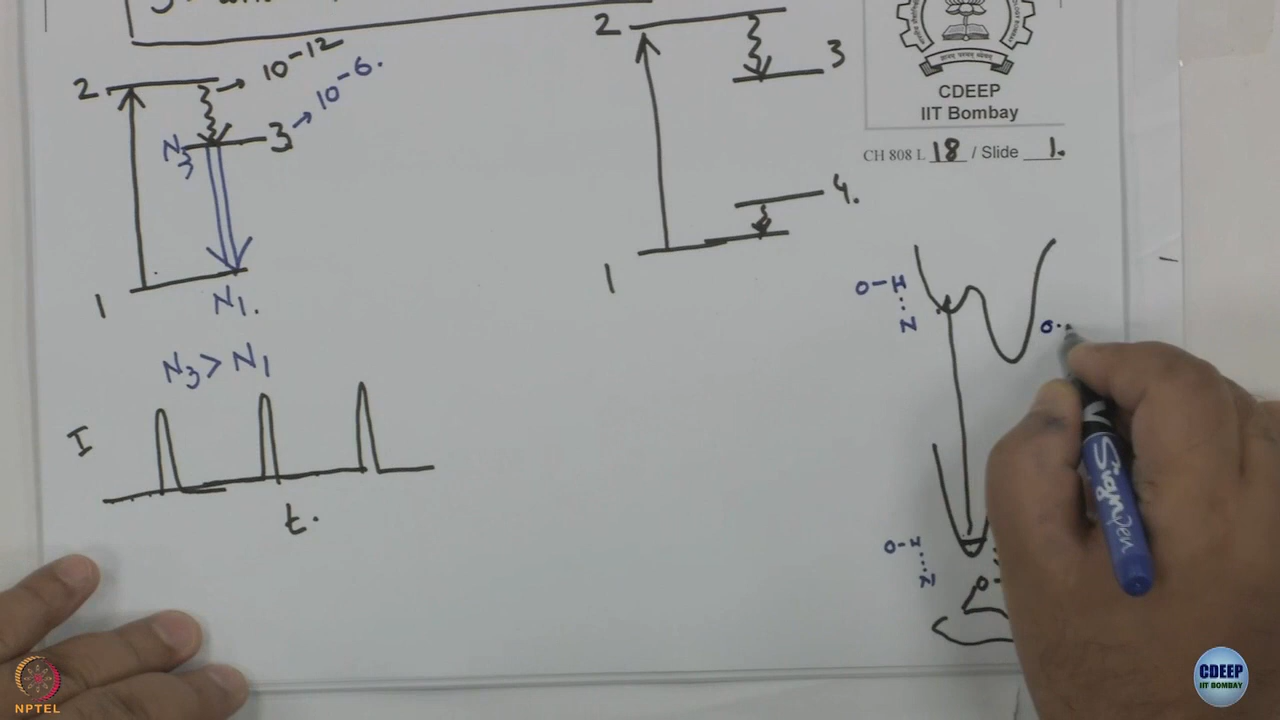 2
→ 10⁻¹²
3 → 10⁻⁶.
N₃
1
N₁.
N₃ > N₁
I
t.
2
3
4.
1
CDEEP
IIT Bombay
CH 808 L 18 / Slide 1.
O-H
N
O..
O-H
N
O-
Signpen
NPTEL
CDEEP
IIT BOMBAY